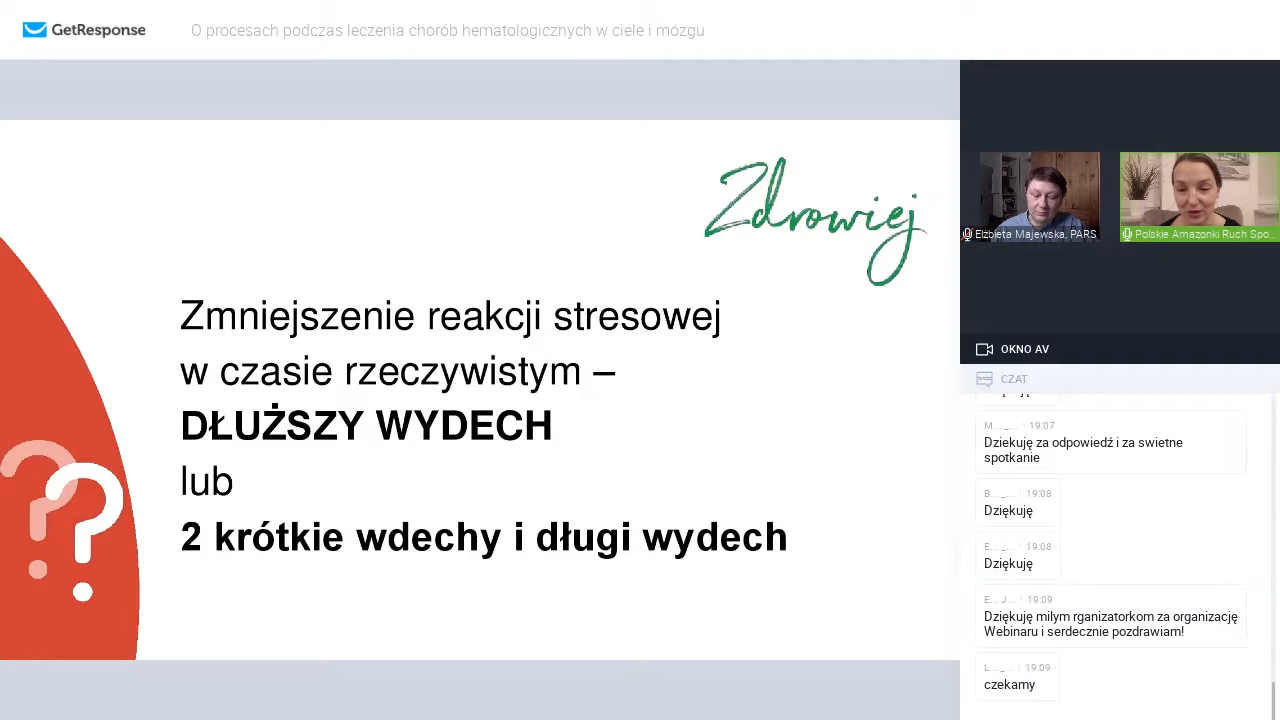 GetResponse
O procesach podczas leczenia chorób hematologicznych w ciele i mózgu
Zdrowiej
Zmniejszenie reakcji stresowej
w czasie rzeczywistym –
DŁUŻSZY WYDECH
lub
2 krótkie wdechy i długi wydech
??
Elżbieta Majewska, PARS
Polskie Amazonki Ruch Spo...
OKNO AV
CZAT
M... _... 19:07
Dziekuję za odpowiedź i za swietne
spotkanie
B... _... 19:08
Dziękuję
E... _... 19:08
Dziękuję
E... J... 19:09
Dziękuję milym rganizatorkom za organizację
Webinaru i serdecznie pozdrawiam!
L... _... 19:09
czekamy